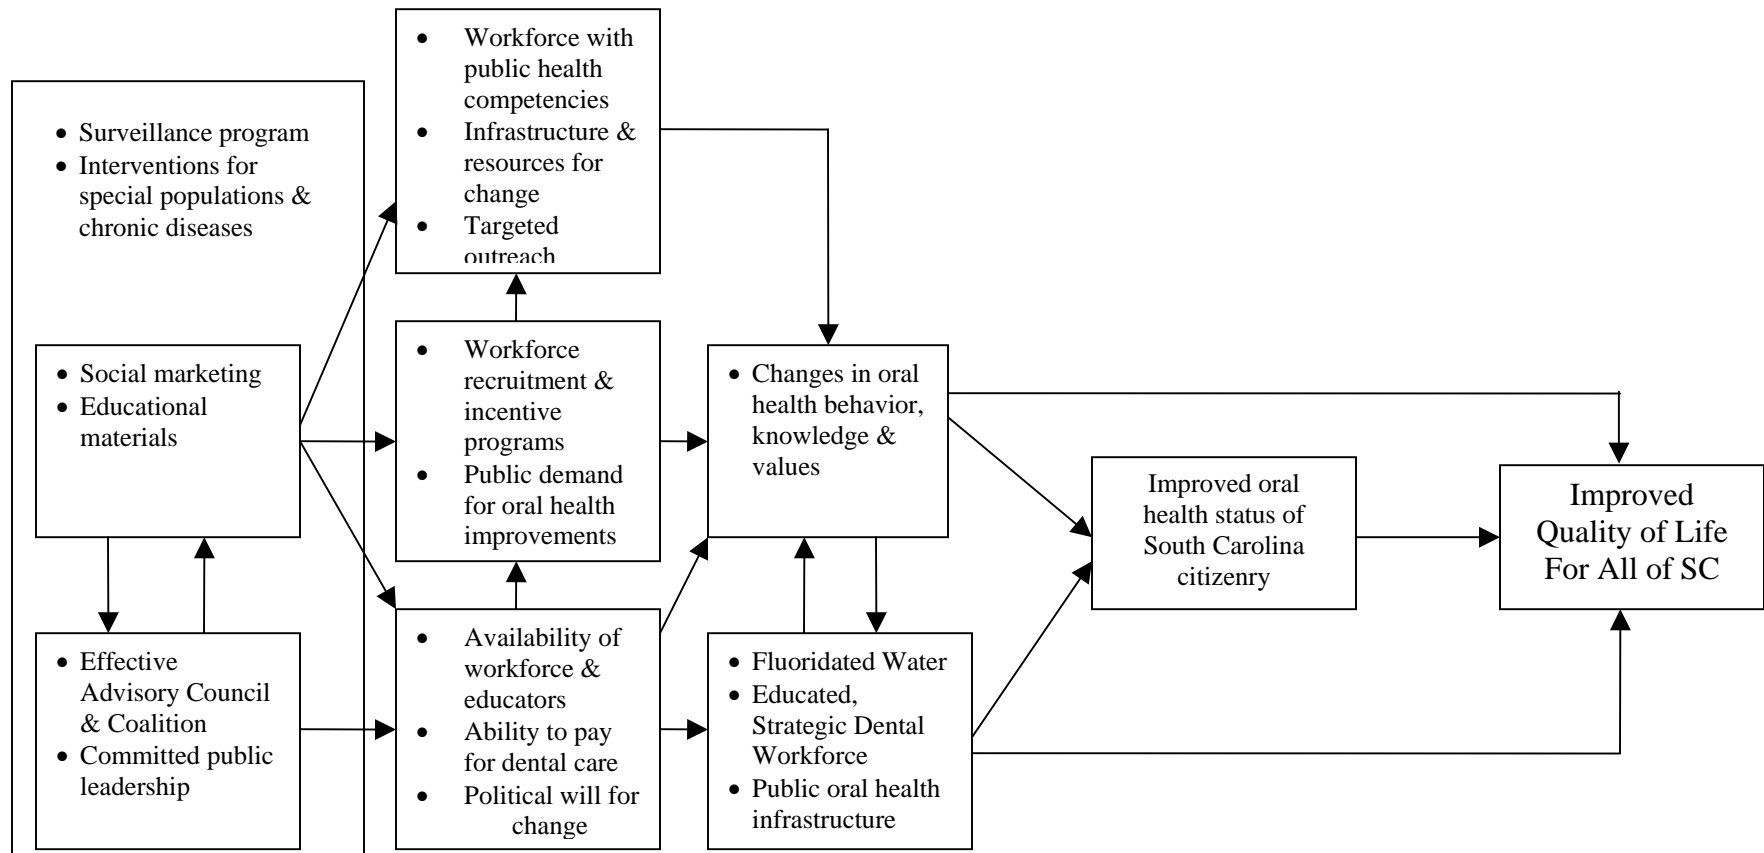 • Surveillance program
• Interventions for
special populations &
chronic diseases
• Social marketing
• Educational
materials
• Effective
Advisory Council
& Coalition
• Committed public
leadership
• Workforce with
public health
competencies
• Infrastructure &
resources for
change
• Targeted
outreach
• Workforce
recruitment &
incentive
programs
• Public demand
for oral health
improvements
• Availability of
workforce &
educators
• Ability to pay
for dental care
• Political will for
change
• Changes in oral
health behavior,
knowledge &
values
• Fluoridated Water
• Educated,
Strategic Dental
Workforce
• Public oral health
infrastructure
Improved oral
health status of
South Carolina
citizenry
Improved
Quality of Life
For All of SC